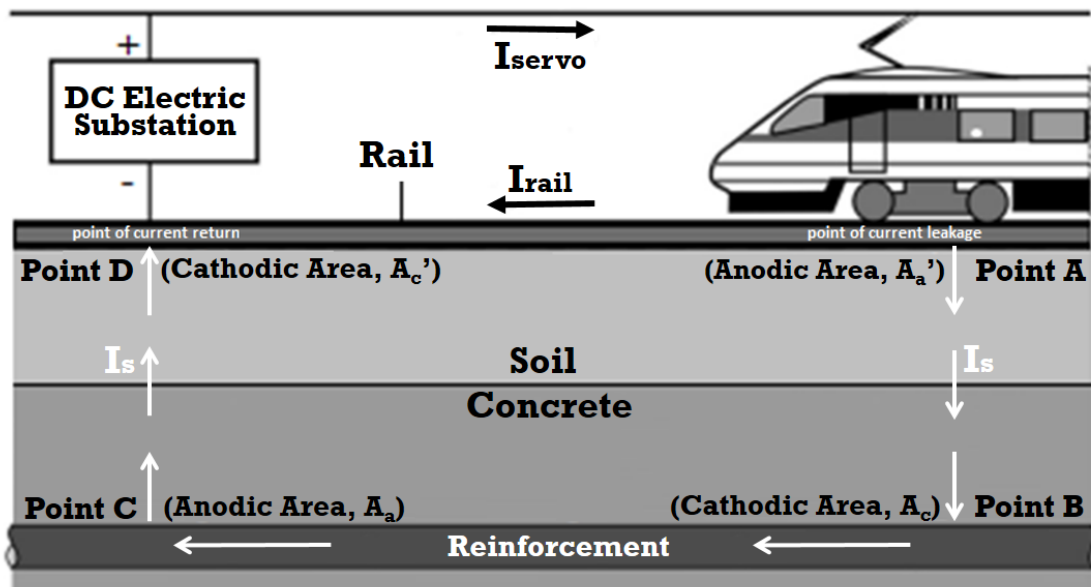 +
Iservo
DC Electric
Substation
Rail
-
Irail
point of current return
point of current leakage
Point D
(Cathodic Area, Ac’)
(Anodic Area, Aa’)
Point A
Is
Soil
Is
Concrete
Point C
(Anodic Area, Aa)
(Cathodic Area, Ac)
Point B
Reinforcement